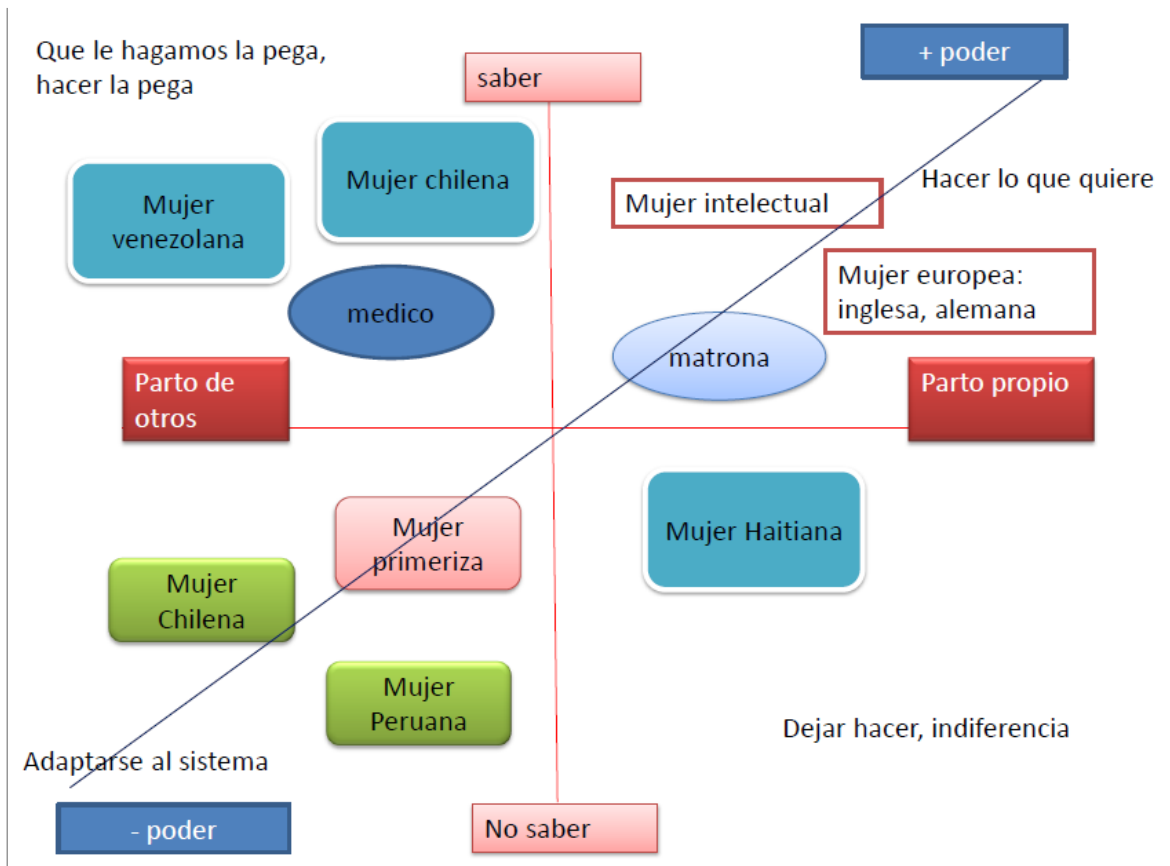 Que le hagamos la pega,
hacer la pega
saber
+ poder
Mujer chilena
Mujer
venezolana
Mujer intelectual
Hacer lo que quiere
medico
Mujer europea:
inglesa, alemana
matrona
Parto de
otros
Parto propio
Mujer
primeriza
Mujer Haitiana
Mujer
Chilena
Mujer
Peruana
Dejar hacer, indiferencia
Adaptarse al sistema
- poder
No saber